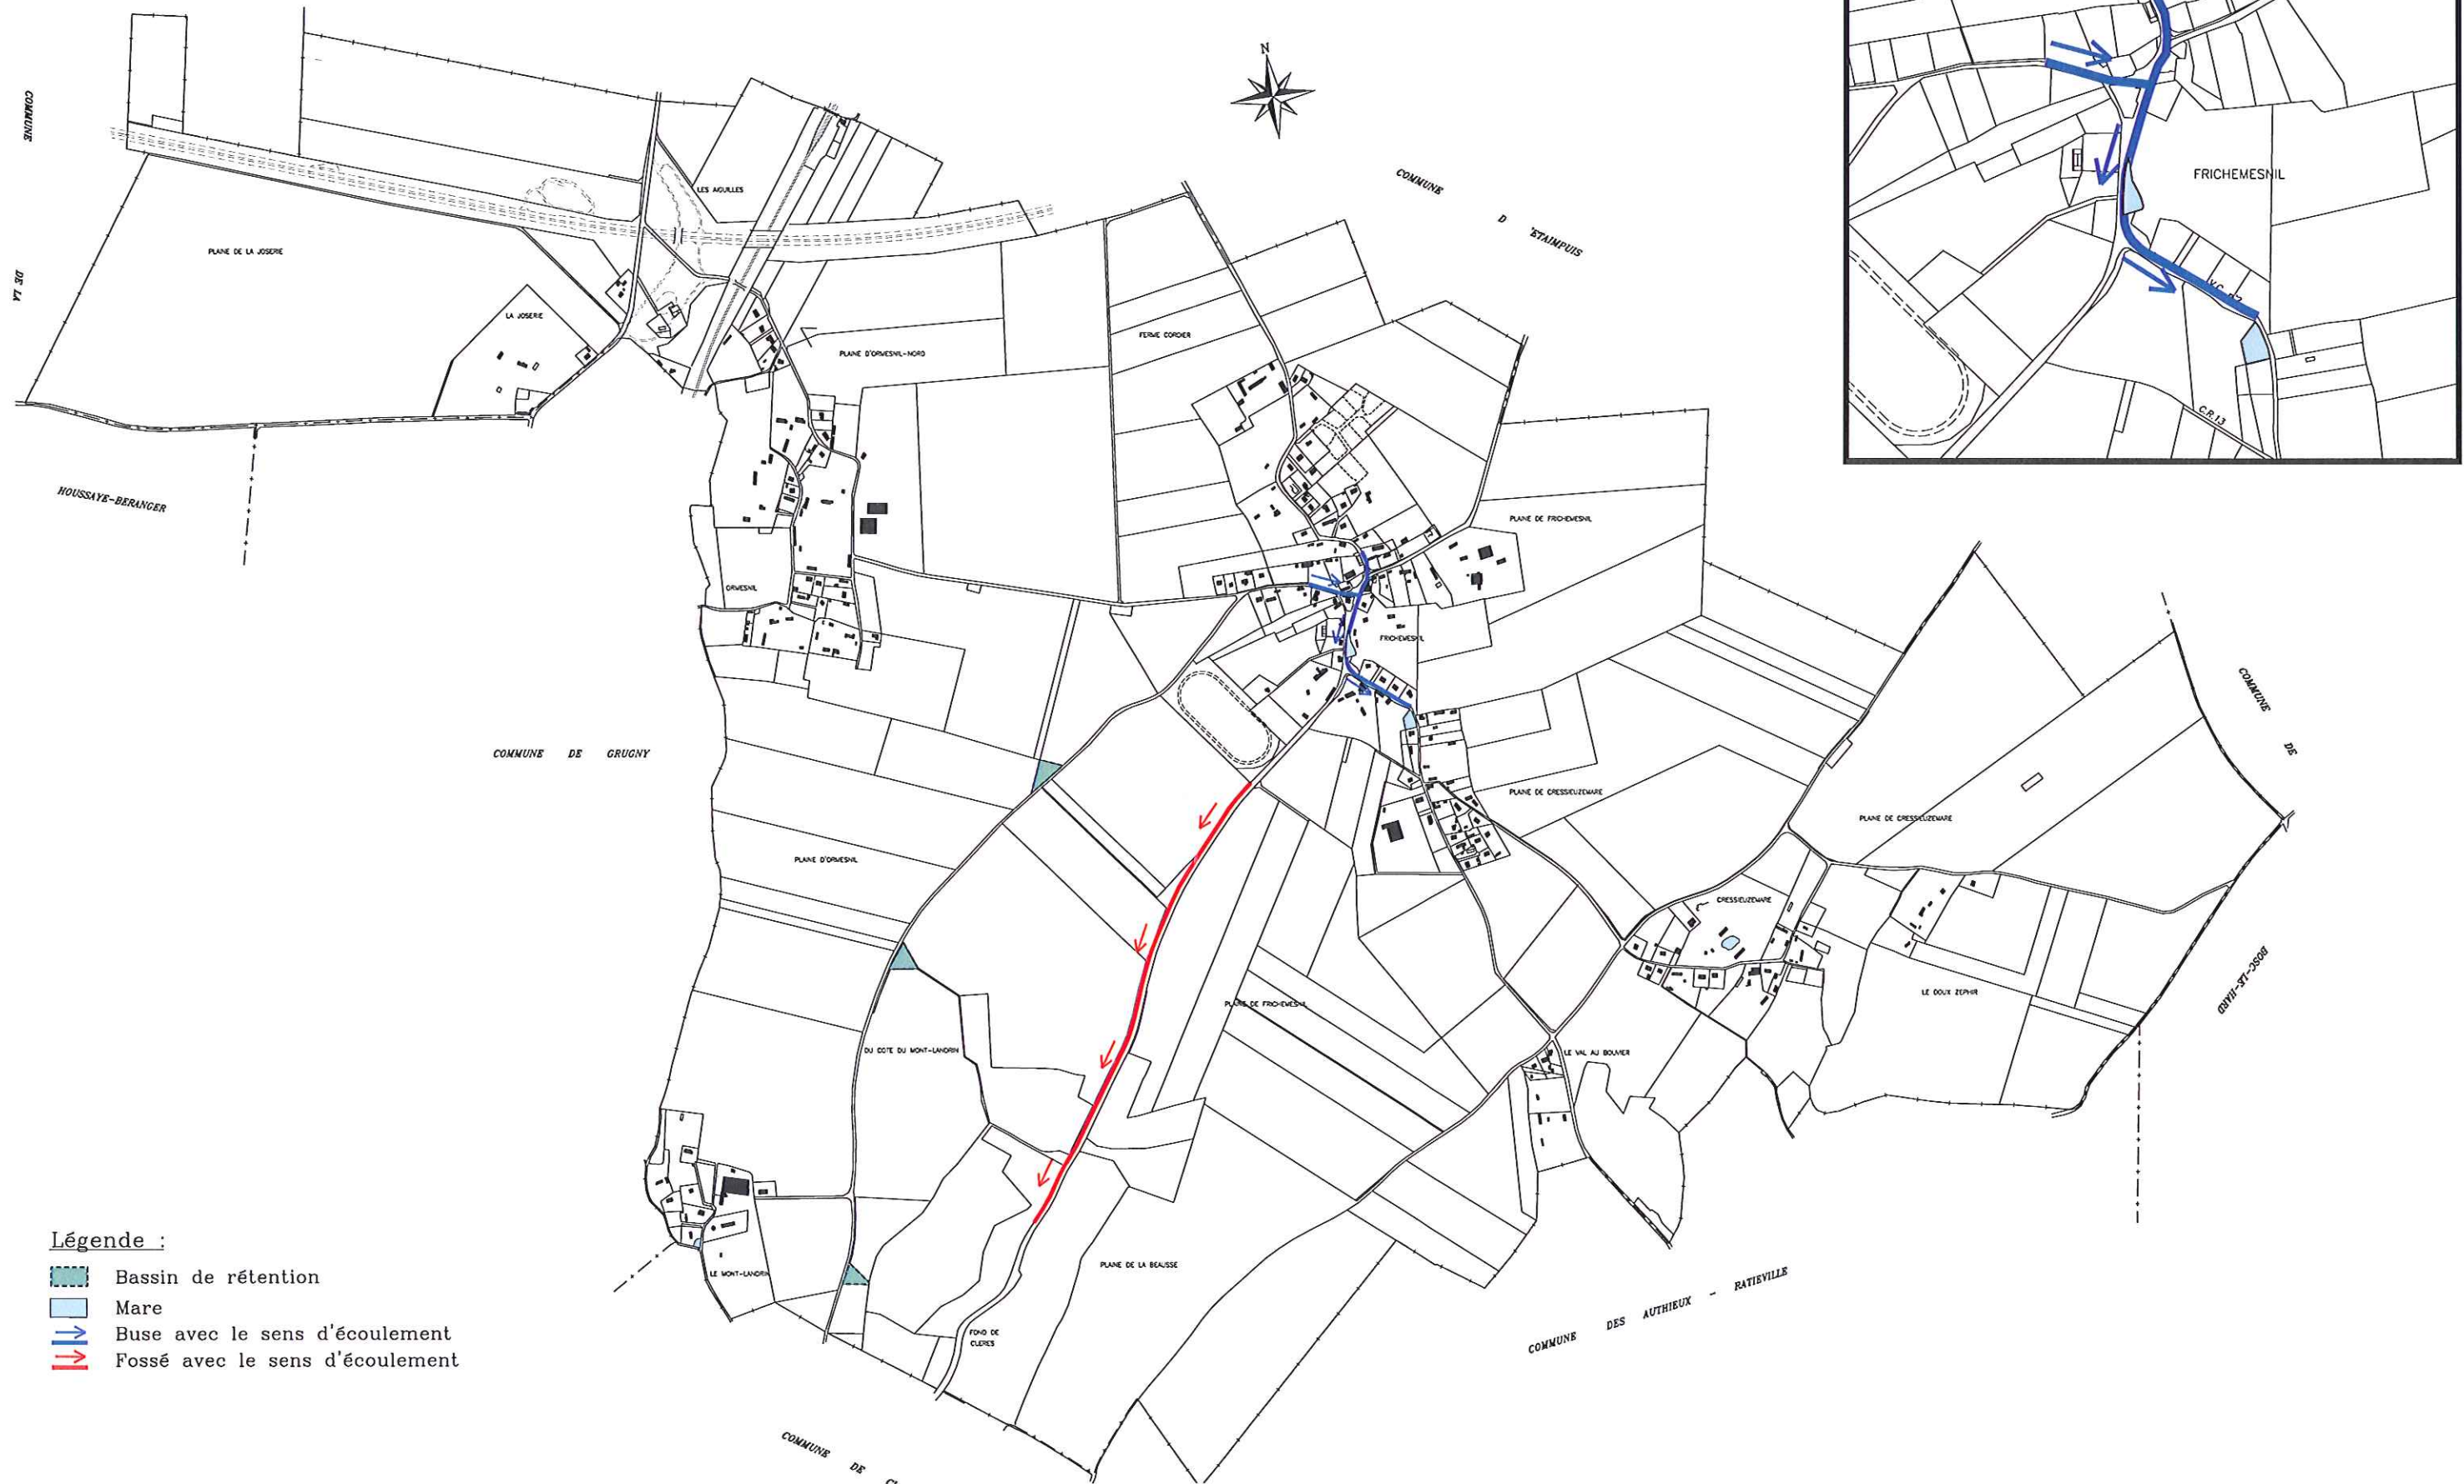 N
COMMUNE
DE LA
HOUSSAYE-BERANGER
COMMUNE
D
'ETAIMPUIS
LES AIGUILLES
PLAINE DE LA JOSERIE
LA JOSERIE
PLAINE D'ORMESNIL-NORD
FERME CORDIER
FRICHEMESNIL
C.R.13
PLAINE DE FRICHEMESNIL
ORMESNIL
FRICHEMESNIL
COMMUNE DE GRUGNY
COMMUNE
DE
BOSC-LE-HARD
PLAINE DE CRESSIEUZEMARE
PLAINE DE CRESSIEUZEMARE
PLAINE D'ORMESNIL
CRESSIEUZEMARE
LE DOUX ZEPHIR
PLAINE DE FRICHEMESNIL
DU COTE DU MONT-LANDRIN
LE VAL AU BOUVIER
LE MONT-LANDRIN
PLAINE DE LA BEAUSSE
FOND DE
CLERES
COMMUNE DES AUTHIEUX - RATIEVILLE
COMMUNE DE
Légende :
Bassin de rétention
Mare
Buse avec le sens d'écoulement
Fossé avec le sens d'écoulement